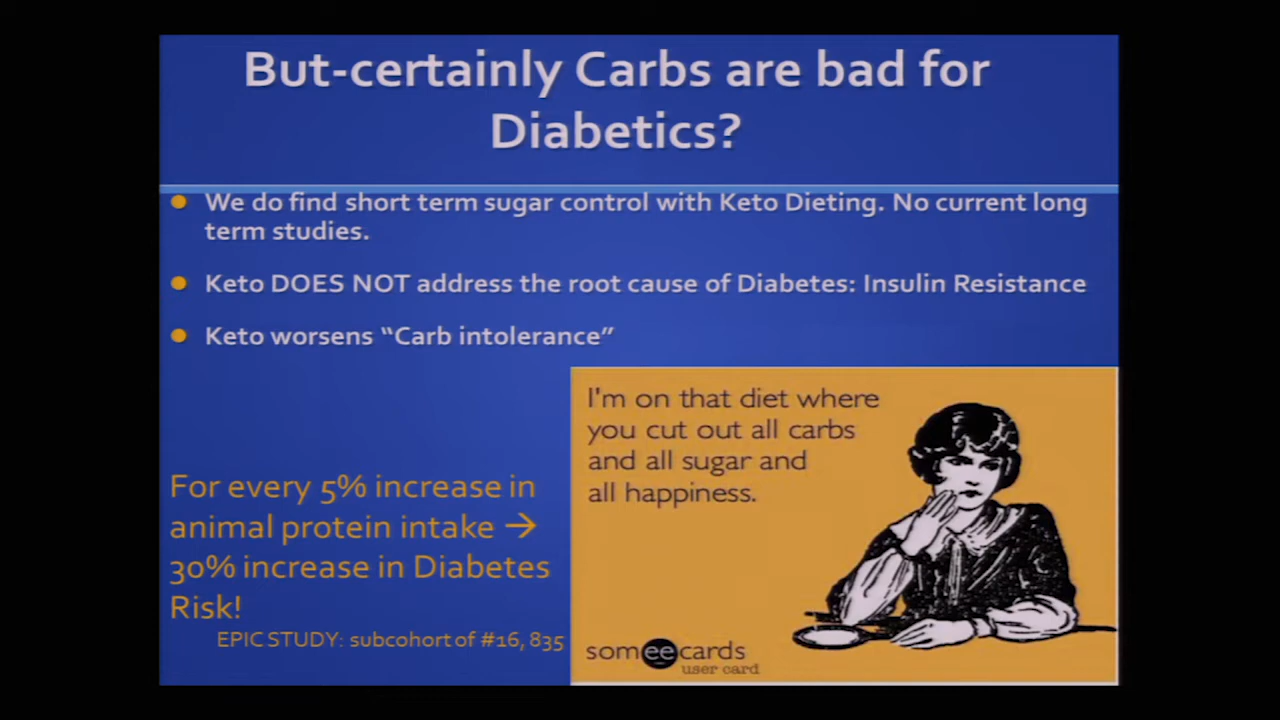 But-certainly Carbs are bad for
Diabetics?
We do find short term sugar control with Keto Dieting. No current long
term studies.
Keto DOES NOT address the root cause of Diabetes: Insulin Resistance
Keto worsens “Carb intolerance”
For every 5% increase in
animal protein intake →
30% increase in Diabetes
Risk!
EPIC STUDY: subcohort of #16, 835
I'm on that diet where
you cut out all carbs
and all sugar and
all happiness.
someecards
user card